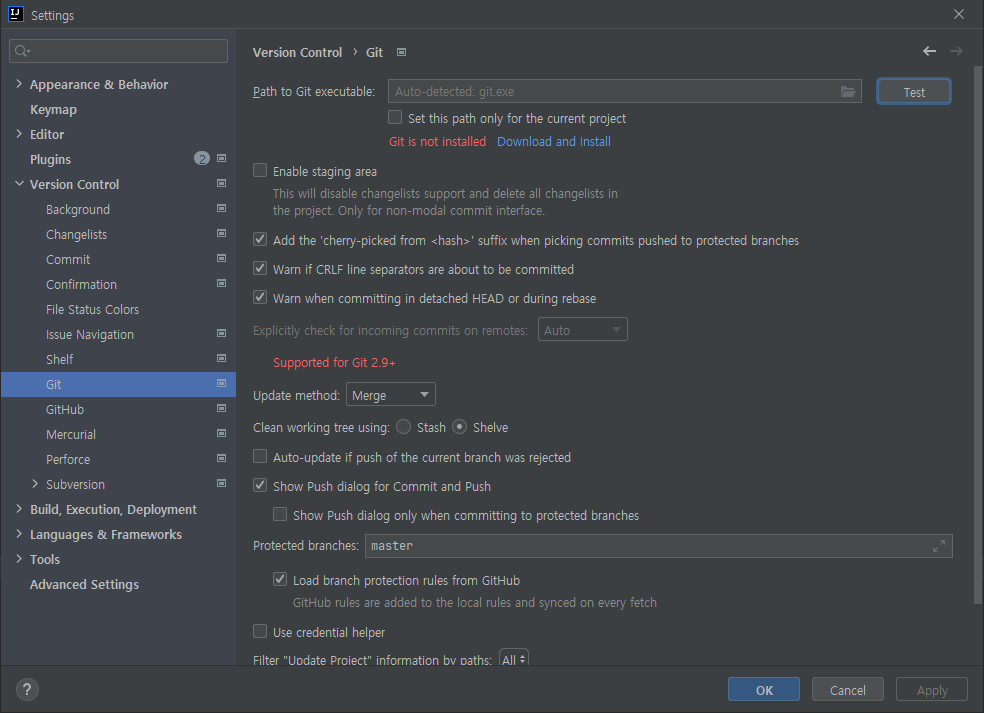 Settings
Appearance & Behavior
Keymap
Editor
Plugins 2
Version Control
Background
Changelists
Commit
Confirmation
File Status Colors
Issue Navigation
Shelf
Git
GitHub
Mercurial
Perforce
Subversion
Build, Execution, Deployment
Languages & Frameworks
Tools
Advanced Settings
Version Control › Git
Path to Git executable: Auto-detected: git.exe Test
Set this path only for the current project
Git is not installed Download and Install
Enable staging area
This will disable changelists support and delete all changelists in
the project. Only for non-modal commit interface.
Add the 'cherry-picked from <hash>' suffix when picking commits pushed to protected branches
Warn if CRLF line separators are about to be committed
Warn when committing in detached HEAD or during rebase
Explicitly check for incoming commits on remotes: Auto
Supported for Git 2.9+
Update method: Merge
Clean working tree using: Stash Shelve
Auto-update if push of the current branch was rejected
Show Push dialog for Commit and Push
Show Push dialog only when committing to protected branches
Protected branches: master
Load branch protection rules from GitHub
GitHub rules are added to the local rules and synced on every fetch
Use credential helper
Filter "Update Project" information by paths: All
? OK Cancel Apply